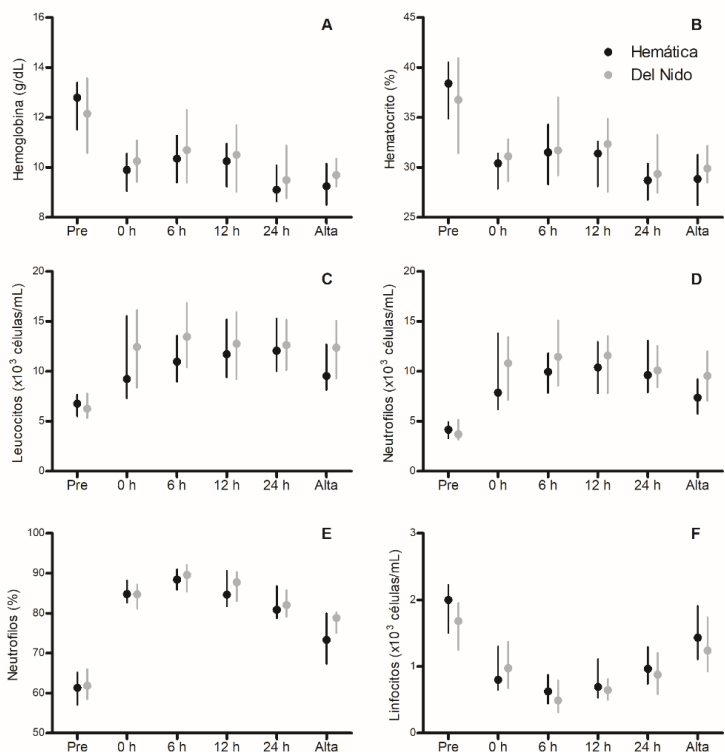 A
Hemoglobina (g/dL)
16
14
12
10
8
Pre 0 h 6 h 12 h 24 h Alta
B
Hemática
Del Nido
Hematocrito (%)
45
40
35
30
25
Pre 0 h 6 h 12 h 24 h Alta
C
Leucocitos (x10³ células/mL)
20
15
10
5
0
Pre 0 h 6 h 12 h 24 h Alta
D
Neutrofilos (x10³ células/mL)
20
15
10
5
0
Pre 0 h 6 h 12 h 24 h Alta
E
Neutrofilos (%)
100
90
80
70
60
50
Pre 0 h 6 h 12 h 24 h Alta
F
Linfocitos (x10³ células/mL)
3
2
1
0
Pre 0 h 6 h 12 h 24 h Alta